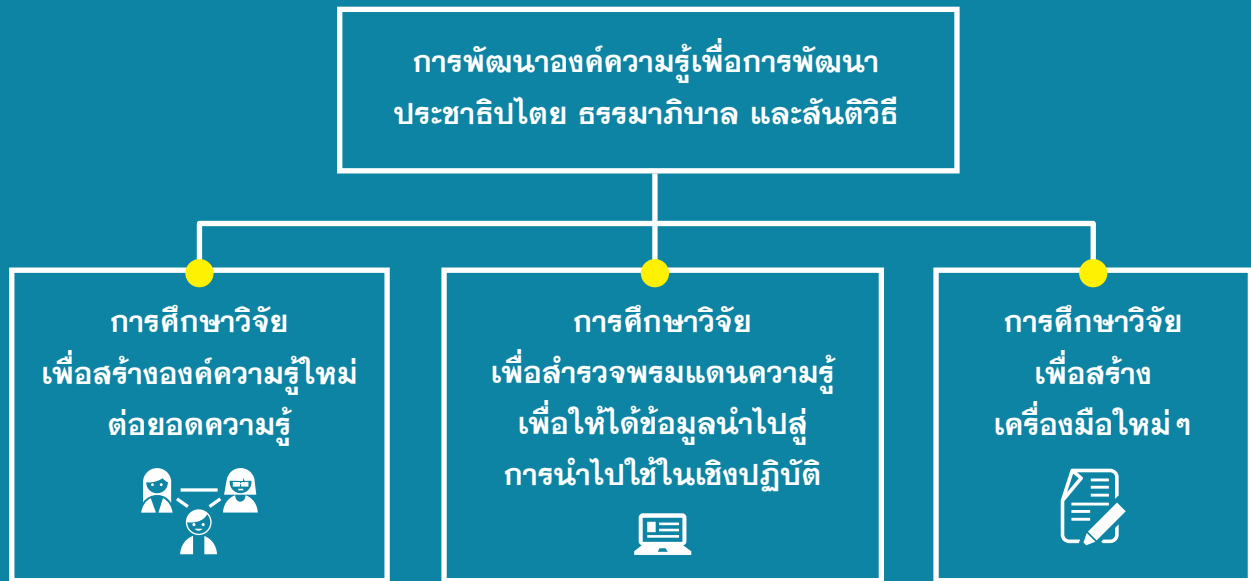 การพัฒนาองค์ความรู้เพื่อการพัฒนา
ประชาธิปไตย ธรรมาภิบาล และสันติวิธี
การศึกษาวิจัย
เพื่อสร้างองค์ความรู้ใหม่
ต่อยอดความรู้
การศึกษาวิจัย
เพื่อสำรวจพรมแดนความรู้
เพื่อให้ได้ข้อมูลนำไปสู่
การนำไปใช้ในเชิงปฏิบัติ
การศึกษาวิจัย
เพื่อสร้าง
เครื่องมือใหม่ๆ